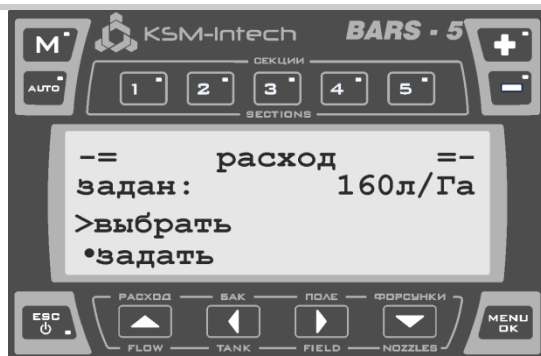 M KSM-Intech BARS - 5 +
СЕКЦИИ
AUTO 1 2 3 4 5 -
SECTIONS
-= расход =-
задан: 160л/Га
>выбрать
•задать
РАСХОД БАК ПОЛЕ ФОРСУНКИ
ESC MENU OK
FLOW TANK FIELD NOZZLES